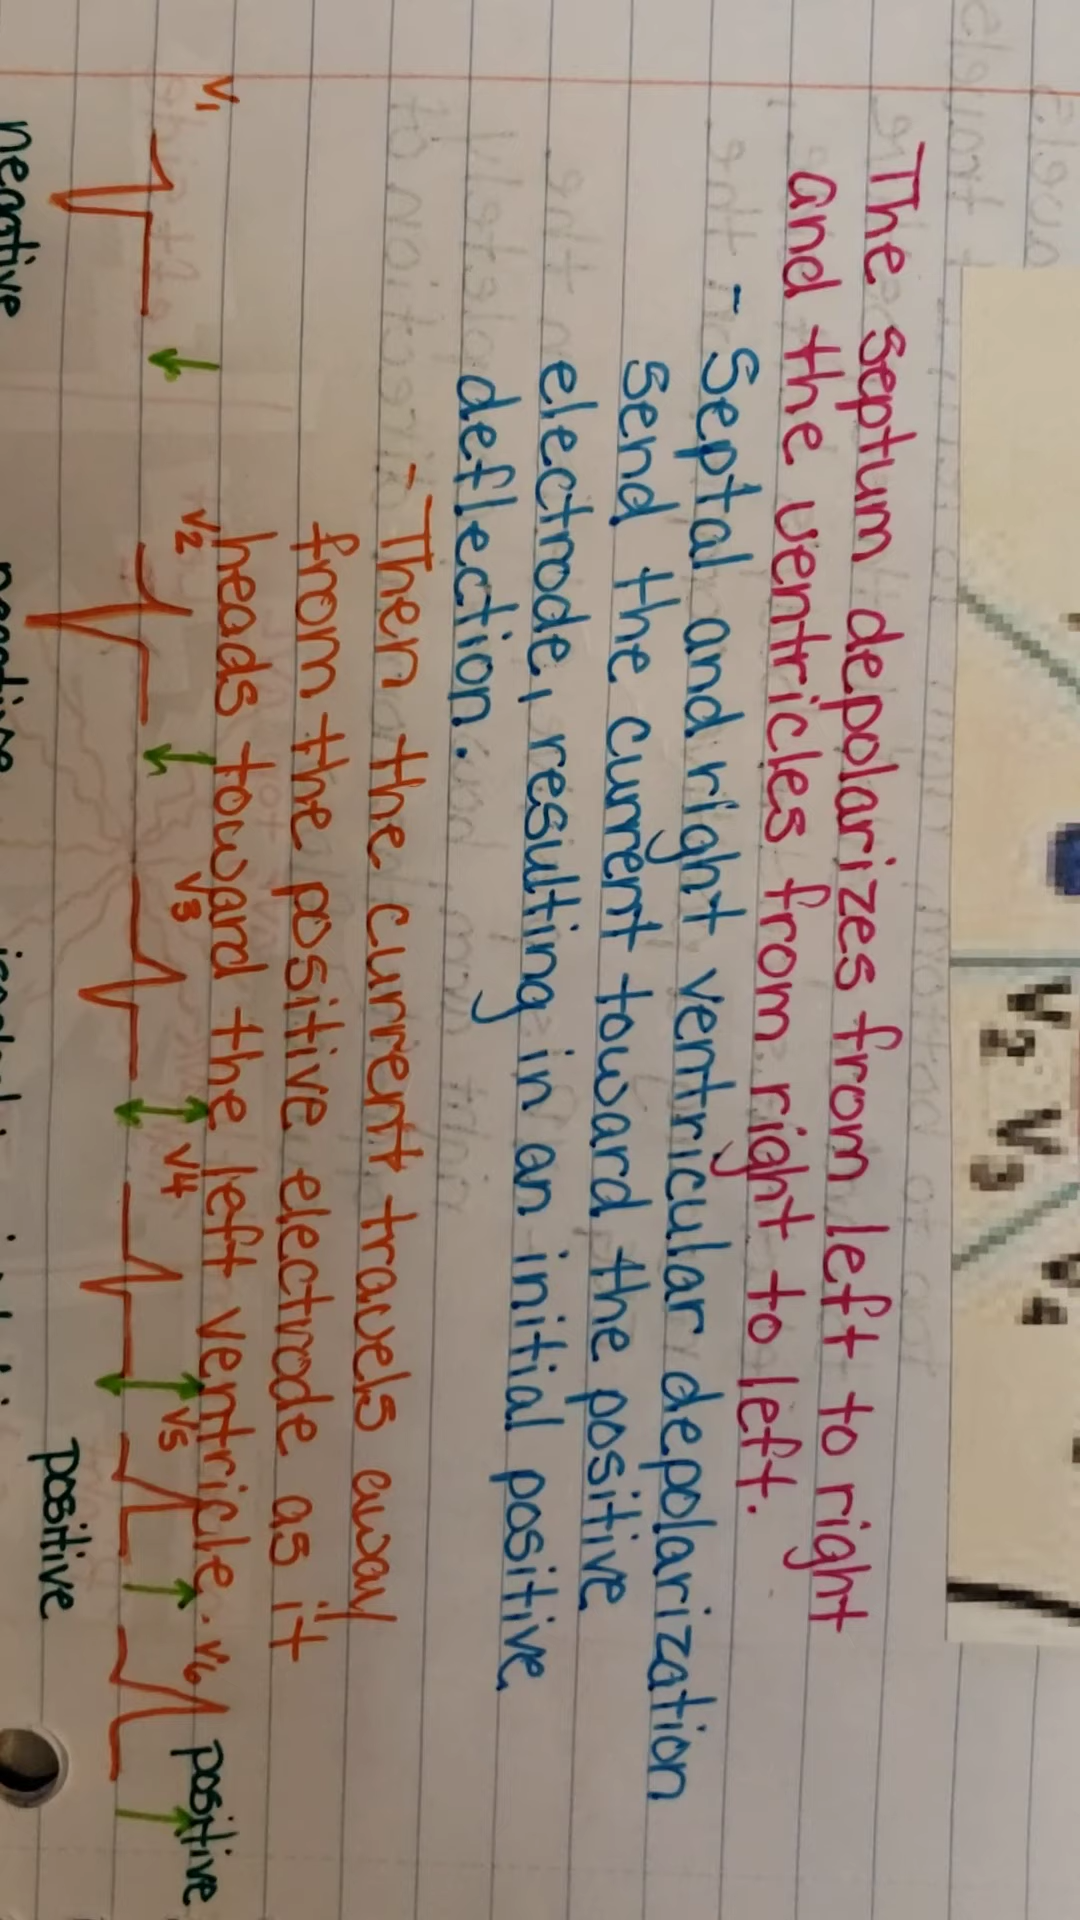 V2 V3 V4
The septum depolarizes from left to right
and the ventricles from right to left.
- Septal and right ventricular depolarization
send the current toward the positive
electrode, resulting in an initial positive
deflection.
- Then the current travels away
from the positive electrode as it
heads toward the left ventricle.
V1 V2 V3 V4 V5 V6
negative negative positive positive